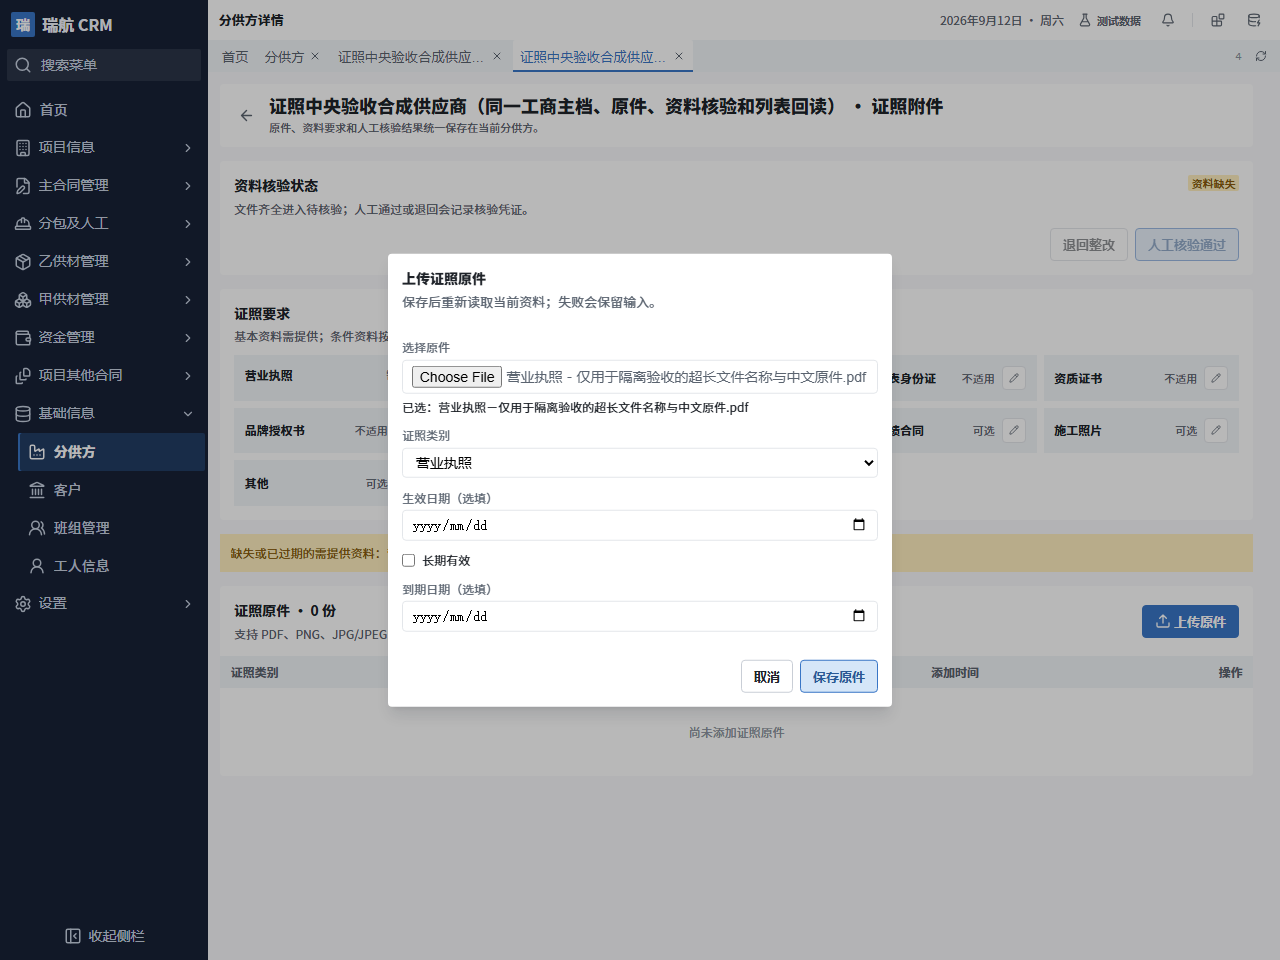 瑞 瑞航 CRM
搜索菜单
首页
项目信息
主合同管理
分包及人工
乙供材管理
甲供材管理
资金管理
项目其他合同
基础信息
分供方
客户
班组管理
工人信息
设置
收起侧栏
分供方详情
2026年9月12日 · 周六
测试数据
首页
分供方
证照中央验收合成供应...
证照中央验收合成供应...
4
证照中央验收合成供应商（同一工商主档、原件、资料核验和列表回读） · 证照附件
原件、资料要求和人工核验结果统一保存在当前分供方。
资料核验状态
资料缺失
文件齐全进入待核验；人工通过或退回会记录核验凭证。
退回整改
人工核验通过
证照要求
基本资料需提供；条件资料按
营业执照
表身份证 不适用
资质证书 不适用
品牌授权书 不适用
绩合同 可选
施工照片 可选
其他 可选
缺失或已过期的需提供资料：
证照原件 · 0 份
支持 PDF、PNG、JPG/JPEG
上传原件
证照类别
添加时间
操作
尚未添加证照原件
上传证照原件
保存后重新读取当前资料；失败会保留输入。
选择原件
Choose File 营业执照－仅用于隔离验收的超长文件名称与中文原件.pdf
已选：营业执照－仅用于隔离验收的超长文件名称与中文原件.pdf
证照类别
营业执照
生效日期（选填）
yyyy/mm/dd
长期有效
到期日期（选填）
yyyy/mm/dd
取消
保存原件